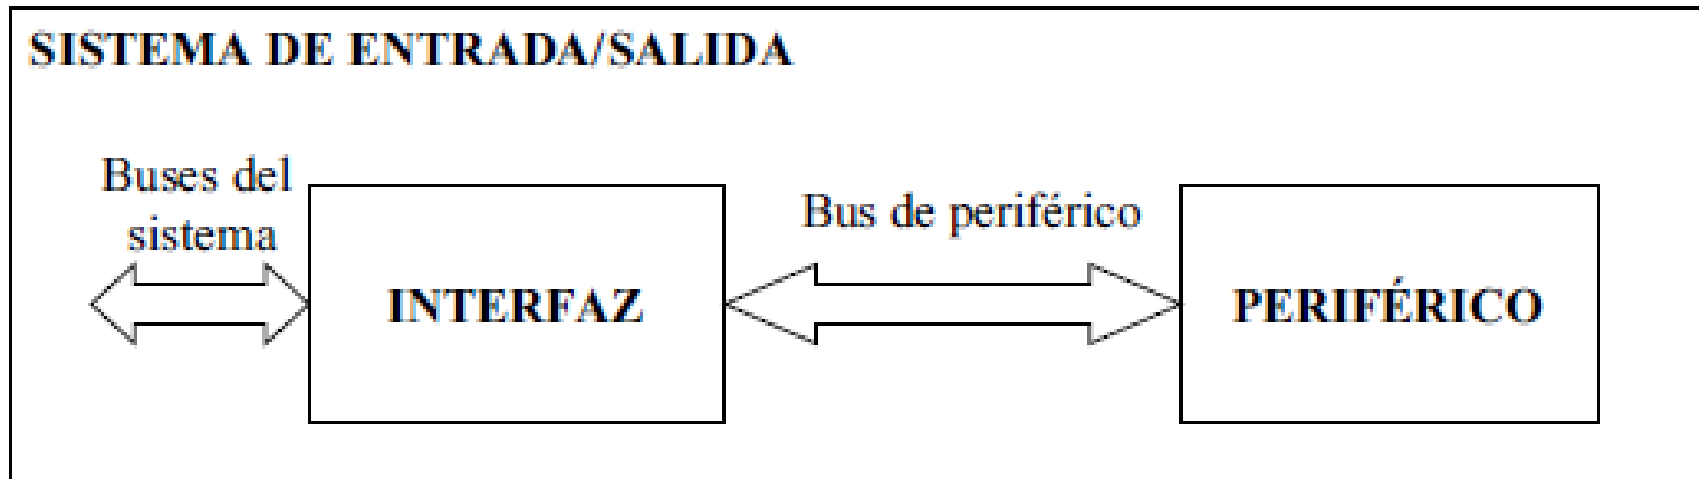 SISTEMA DE ENTRADA/SALIDA
Buses del
sistema
INTERFAZ
Bus de periférico
PERIFÉRICO